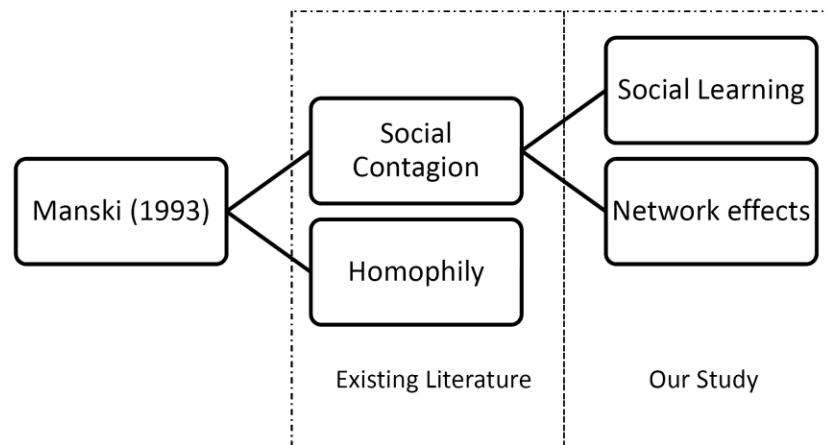 Manski (1993)
Social
Contagion
Homophily
Social Learning
Network effects
Existing Literature
Our Study